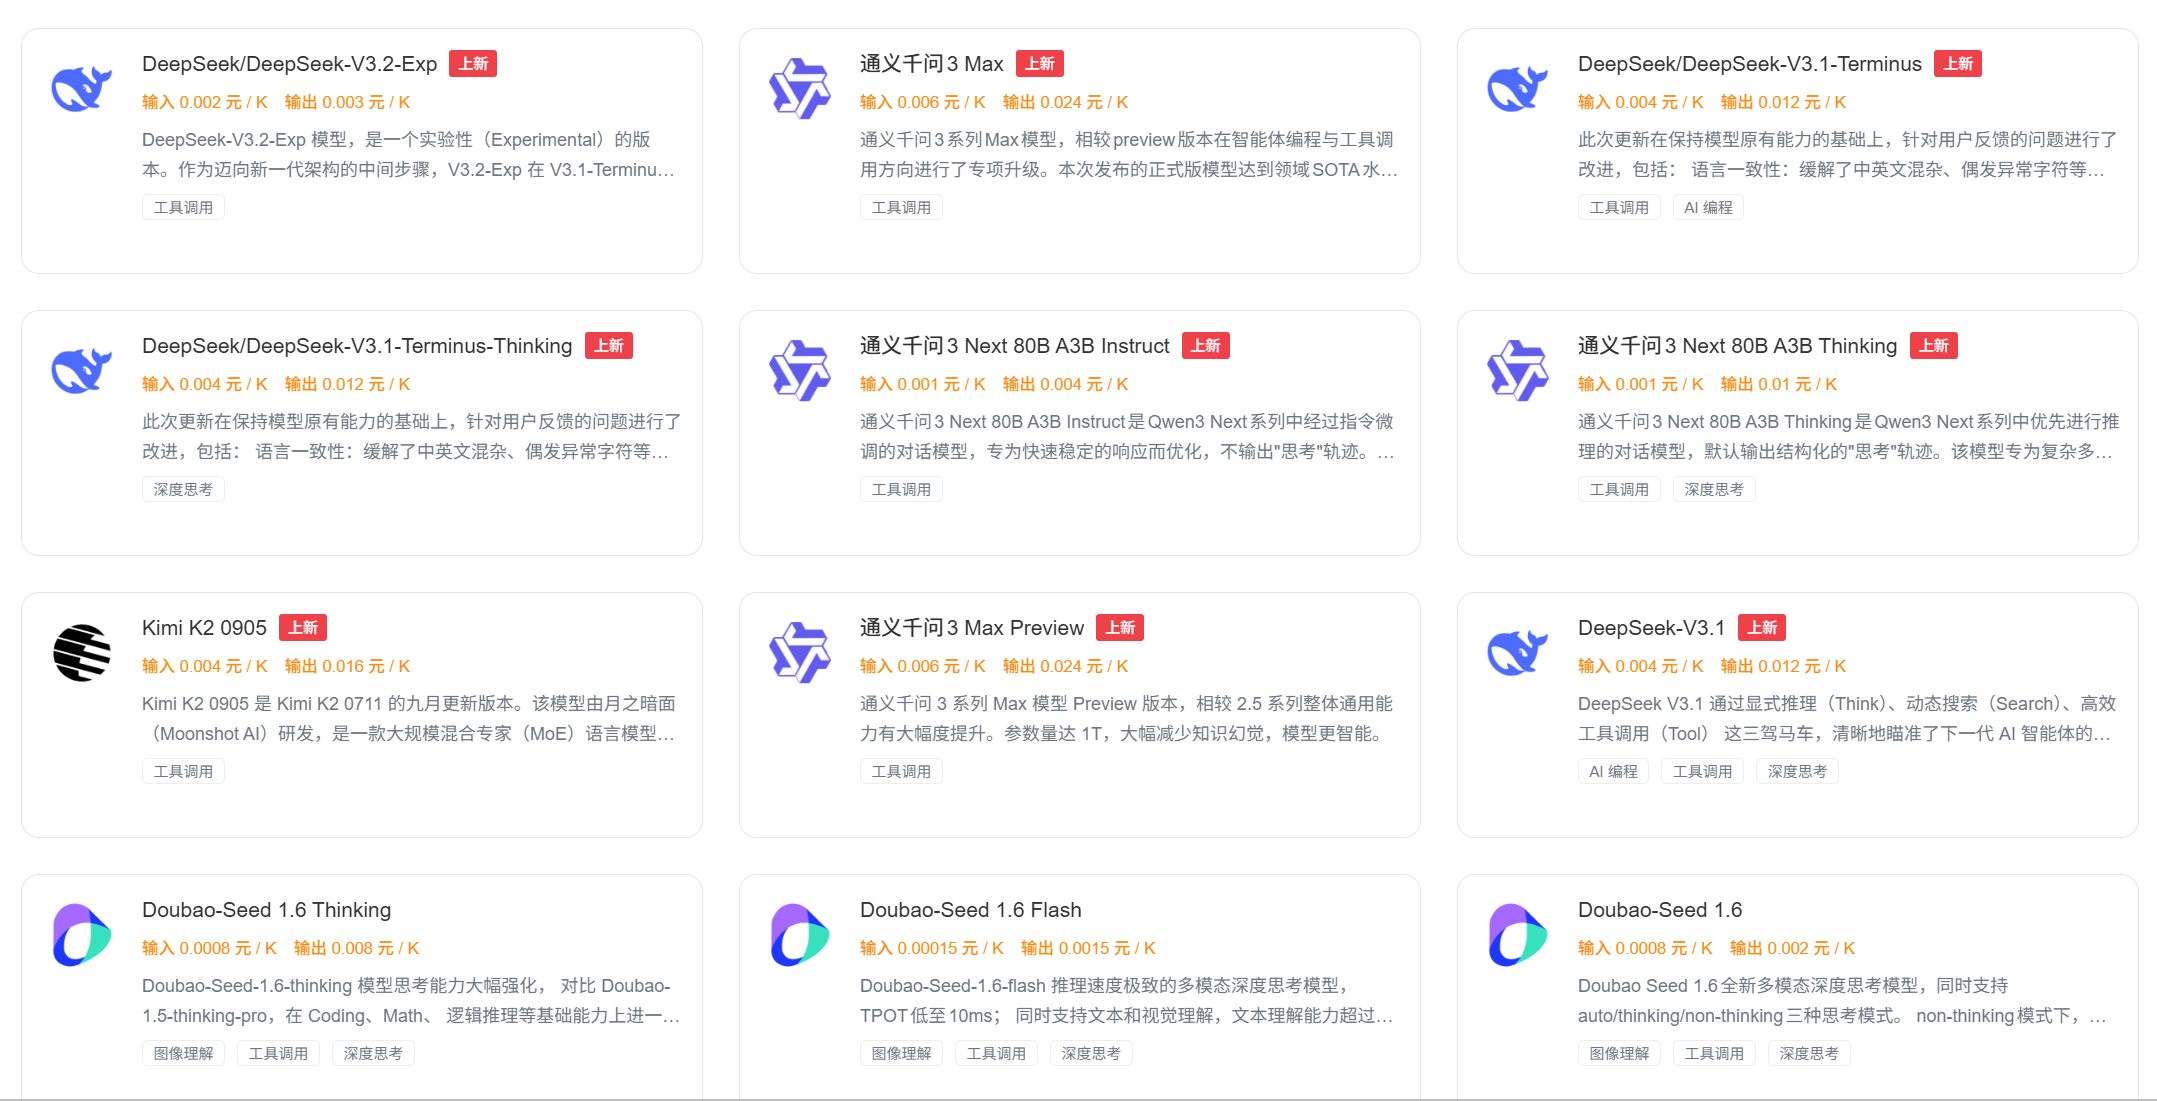 DeepSeek/DeepSeek-V3.2-Exp 上新
输入 0.002 元 / K 输出 0.003 元 / K
DeepSeek-V3.2-Exp 模型，是一个实验性（Experimental）的版
本。作为迈向新一代架构的中间步骤，V3.2-Exp 在 V3.1-Terminu...
工具调用
通义千问3 Max 上新
输入 0.006 元 / K 输出 0.024 元 / K
通义千问3系列Max模型，相较preview版本在智能体编程与工具调
用方向进行了专项升级。本次发布的正式版模型达到领域SOTA水...
工具调用
DeepSeek/DeepSeek-V3.1-Terminus 上新
输入 0.004 元 / K 输出 0.012 元 / K
此次更新在保持模型原有能力的基础上，针对用户反馈的问题进行了
改进，包括： 语言一致性：缓解了中英文混杂、偶发异常字符等...
工具调用 AI 编程
DeepSeek/DeepSeek-V3.1-Terminus-Thinking 上新
输入 0.004 元 / K 输出 0.012 元 / K
此次更新在保持模型原有能力的基础上，针对用户反馈的问题进行了
改进，包括： 语言一致性：缓解了中英文混杂、偶发异常字符等...
深度思考
通义千问3 Next 80B A3B Instruct 上新
输入 0.001 元 / K 输出 0.004 元 / K
通义千问3 Next 80B A3B Instruct是Qwen3 Next系列中经过指令微
调的对话模型，专为快速稳定的响应而优化，不输出"思考"轨迹。...
工具调用
通义千问3 Next 80B A3B Thinking 上新
输入 0.001 元 / K 输出 0.01 元 / K
通义千问3 Next 80B A3B Thinking是Qwen3 Next系列中优先进行推
理的对话模型，默认输出结构化的"思考"轨迹。该模型专为复杂多...
工具调用 深度思考
Kimi K2 0905 上新
输入 0.004 元 / K 输出 0.016 元 / K
Kimi K2 0905 是 Kimi K2 0711 的九月更新版本。该模型由月之暗面
（Moonshot AI）研发，是一款大规模混合专家（MoE）语言模型...
工具调用
通义千问3 Max Preview 上新
输入 0.006 元 / K 输出 0.024 元 / K
通义千问 3 系列 Max 模型 Preview 版本，相较 2.5 系列整体通用能
力有大幅度提升。参数量达 1T，大幅减少知识幻觉，模型更智能。
工具调用
DeepSeek-V3.1 上新
输入 0.004 元 / K 输出 0.012 元 / K
DeepSeek V3.1 通过显式推理（Think）、动态搜索（Search）、高效
工具调用（Tool） 这三驾马车，清晰地瞄准了下一代 AI 智能体的...
AI 编程 工具调用 深度思考
Doubao-Seed 1.6 Thinking
输入 0.0008 元 / K 输出 0.008 元 / K
Doubao-Seed-1.6-thinking 模型思考能力大幅强化， 对比 Doubao-
1.5-thinking-pro，在 Coding、Math、 逻辑推理等基础能力上进一...
图像理解 工具调用 深度思考
Doubao-Seed 1.6 Flash
输入 0.00015 元 / K 输出 0.0015 元 / K
Doubao-Seed-1.6-flash 推理速度极致的多模态深度思考模型，
TPOT低至10ms； 同时支持文本和视觉理解，文本理解能力超过...
图像理解 工具调用 深度思考
Doubao-Seed 1.6
输入 0.0008 元 / K 输出 0.002 元 / K
Doubao Seed 1.6全新多模态深度思考模型，同时支持
auto/thinking/non-thinking三种思考模式。 non-thinking模式下，...
图像理解 工具调用 深度思考